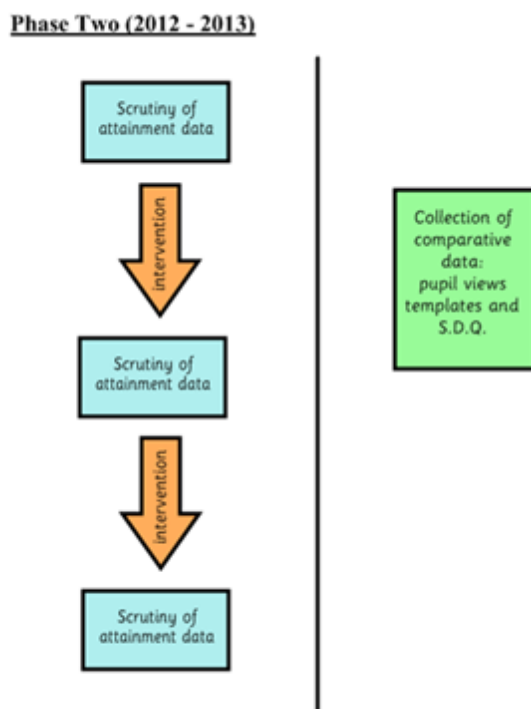 Phase Two (2012 - 2013)
Scrutiny of
attainment data
intervention
Scrutiny of
attainment data
intervention
Scrutiny of
attainment data
Collection of
comparative
data:
pupil views
templates and
S.D.Q.